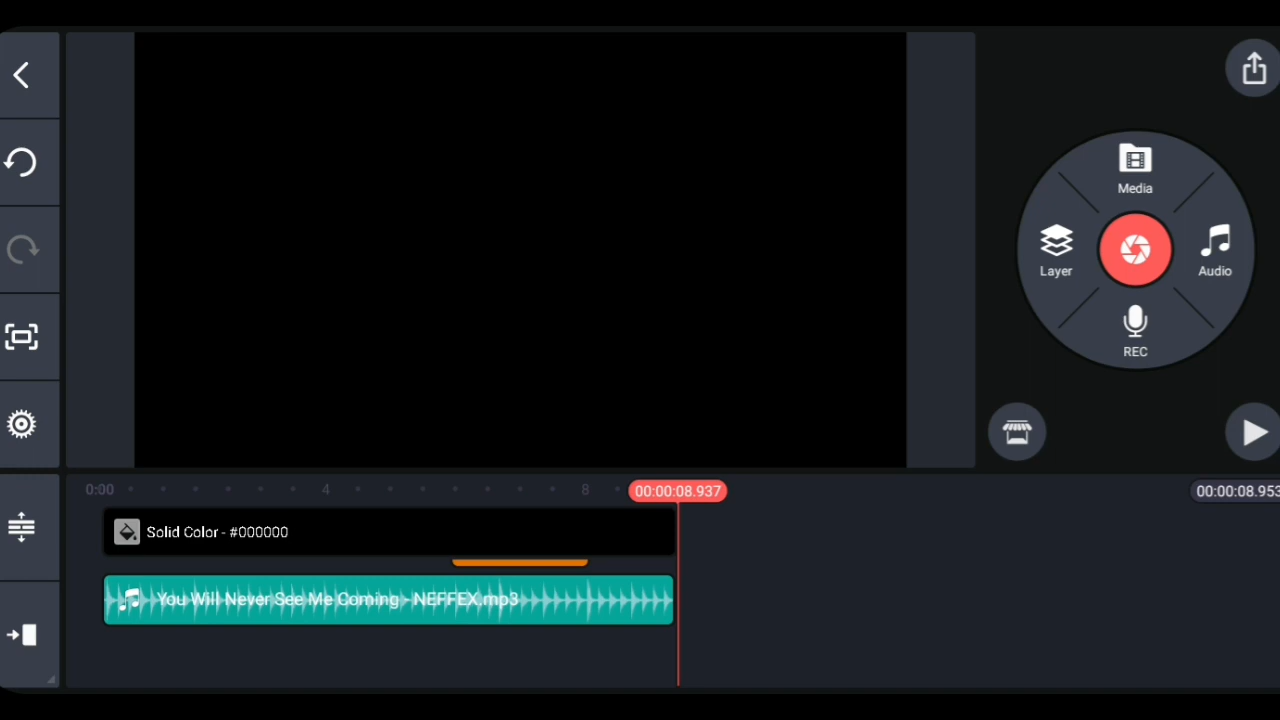 Media
Layer
Audio
REC
0:00
4
8
00:00:08.937
00:00:08.953
Solid Color - #000000
You Will Never See Me Coming - NEFFEX.mp3